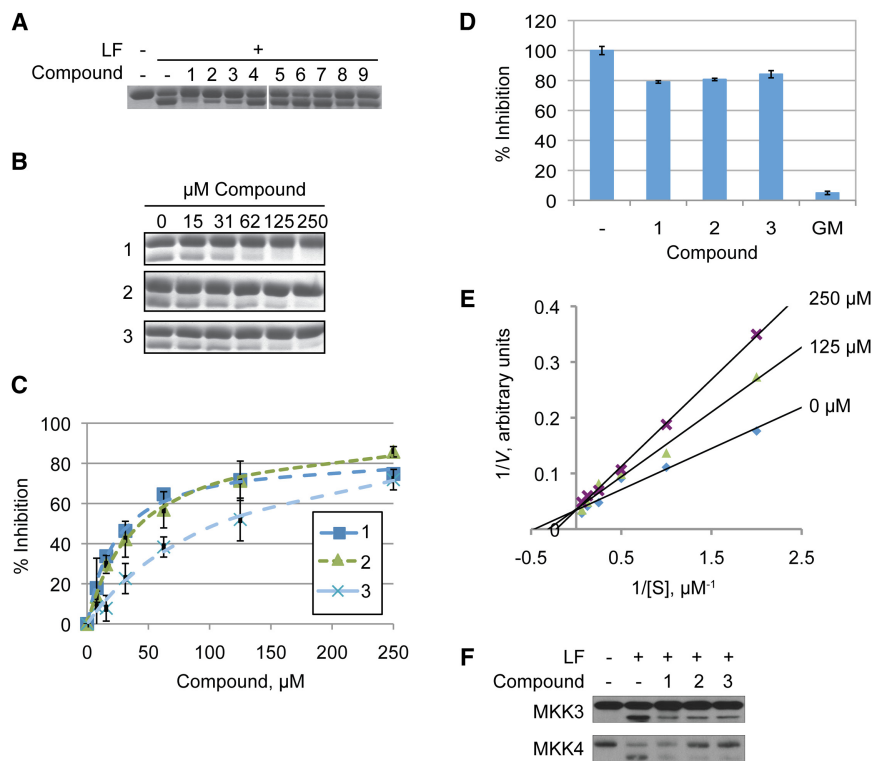 A
LF - +
Compound - - 1 2 3 4 5 6 7 8 9
B
µM Compound
0 15 31 62 125 250
1
2
3
C
100
80
60
40
20
0
% Inhibition
0 50 100 150 200 250
Compound, µM
1
2
3
D
120
100
80
60
40
20
0
% Inhibition
- 1 2 3 GM
Compound
E
0.4
0.3
0.2
0.1
0
1/V, arbitrary units
250 µM
125 µM
0 µM
-0.5 0.5 1.5 2.5
1/[S], µM-1
F
LF - + + + +
Compound - - 1 2 3
MKK3
MKK4